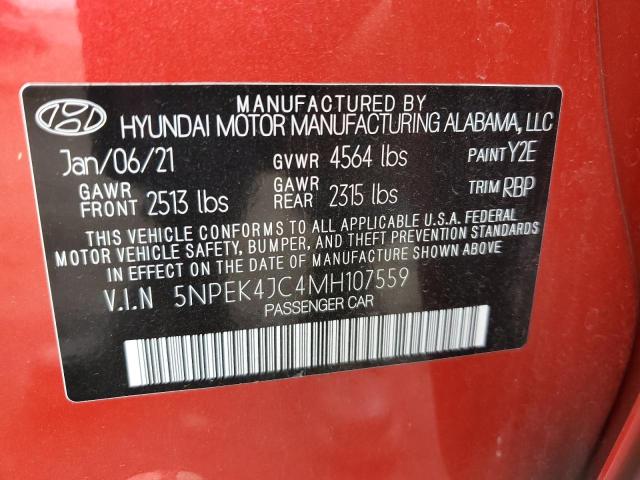 MANUFACTURED BY
HYUNDAI MOTOR MANUFACTURING ALABAMA, LLC
Jan/06/21 GVWR 4564 lbs PAINT Y2E
GAWR FRONT 2513 lbs GAWR REAR 2315 lbs TRIM RBP
THIS VEHICLE CONFORMS TO ALL APPLICABLE U.S.A. FEDERAL
MOTOR VEHICLE SAFETY, BUMPER, AND THEFT PREVENTION STANDARDS
IN EFFECT ON THE DATE OF MANUFACTURE SHOWN ABOVE.
V.I.N 5NPEK4JC4MH107559
PASSENGER CAR